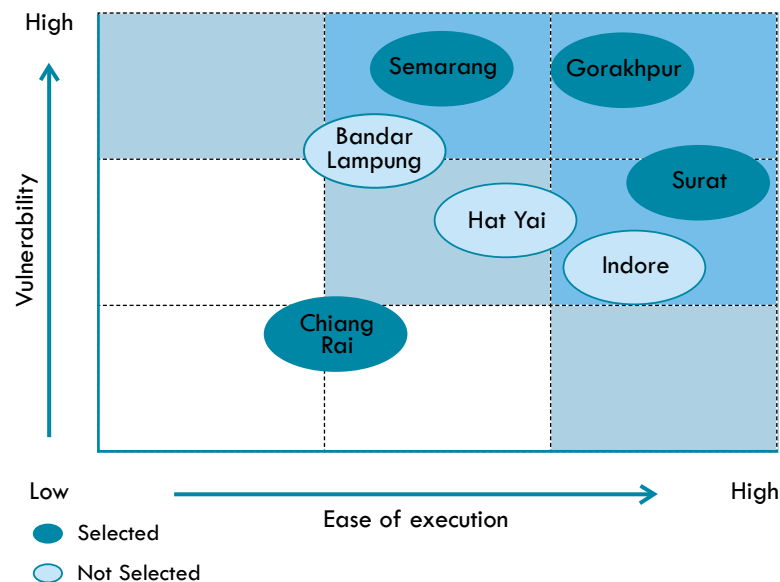 High
Semarang
Gorakhpur
Bandar
Lampung
Surat
Hat Yai
Indore
Chiang
Rai
Vulnerability
Low
High
Ease of execution
Selected
Not Selected